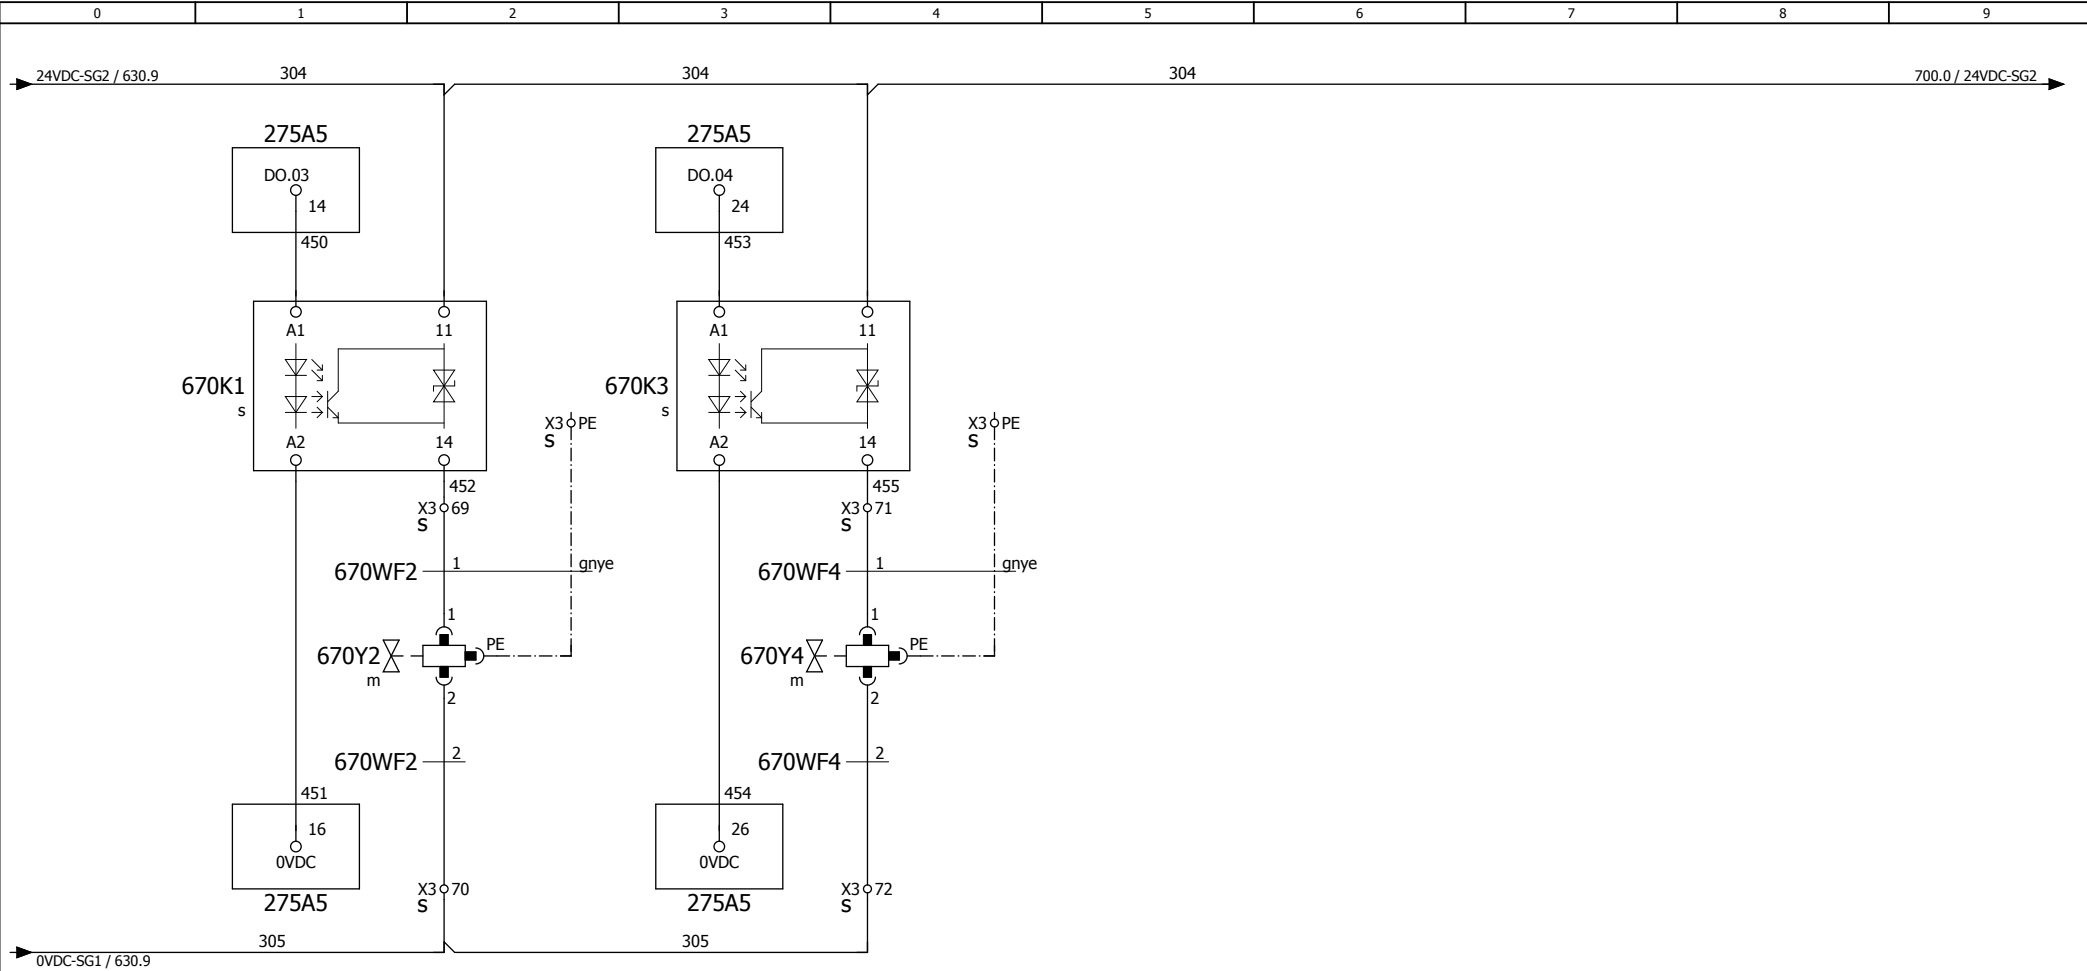 0 1 2 3 4 5 6 7 8 9
24VDC-SG2 / 630.9 304 304 304 700.0 / 24VDC-SG2
275A5 275A5
DO.03 DO.04
14 24
450 453
A1 11 A1 11
670K1 670K3
s s
X3 PE X3 PE
S S
A2 14 A2 14
452 455
X3 69 X3 71
S S
670WF2 1 gnye 670WF4 1 gnye
1 1
670Y2 PE 670Y4 PE
m m
2 2
670WF2 2 670WF4 2
451 454
16 26
0VDC 0VDC
X3 70 X3 72
275A5 S 275A5 S
305 305
0VDC-SG1 / 630.9